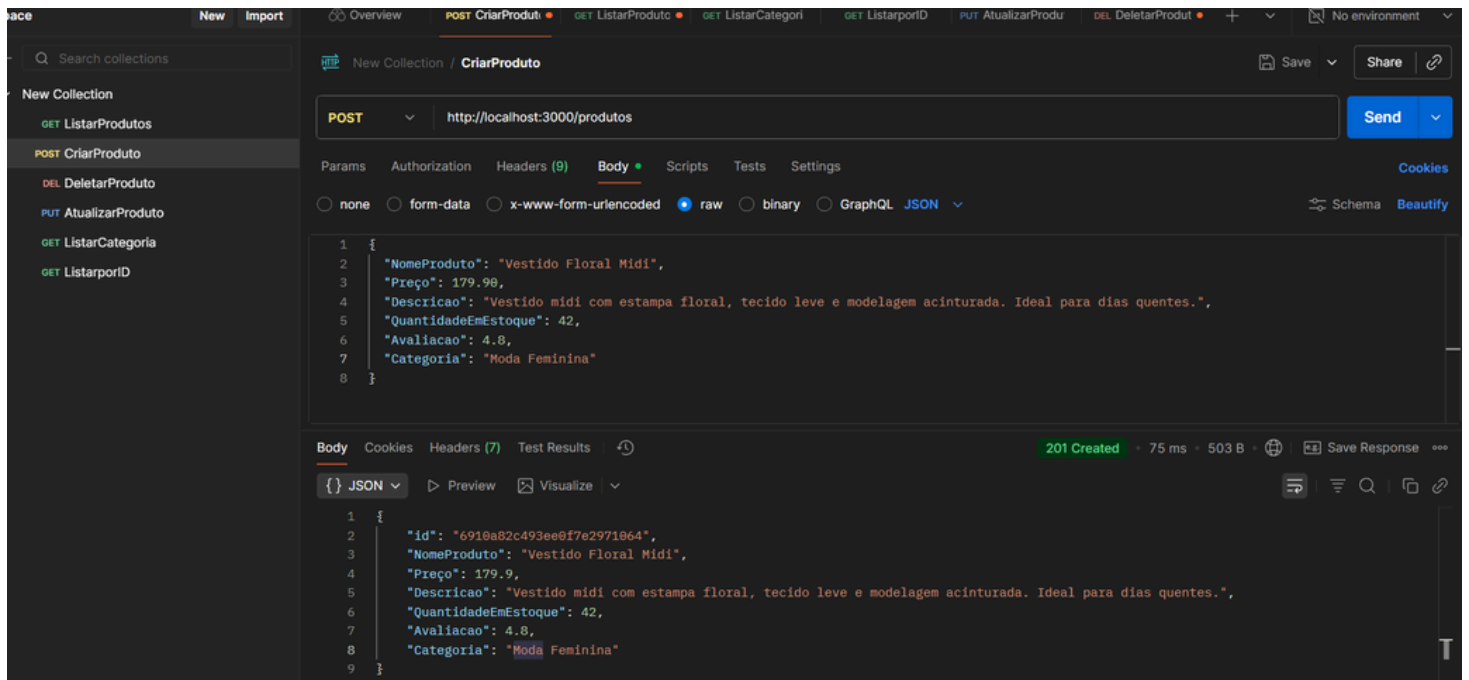 pace New Import Overview POST CriarProduto GET ListarProduto GET ListarCategori GET ListarporID PUT AtualizarProdur DEL DeletarProdut No environment
Search collections
New Collection / CriarProduto Save Share
New Collection
GET ListarProdutos
POST CriarProduto
DEL DeletarProduto
PUT AtualizarProduto
GET ListarCategoria
GET ListarporID
POST http://localhost:3000/produtos Send
Params Authorization Headers (9) Body Scripts Tests Settings Cookies
none form-data x-www-form-urlencoded raw binary GraphQL JSON Schema Beautify
1 {
2 "NomeProduto": "Vestido Floral Midi",
3 "Preço": 179.90,
4 "Descricao": "Vestido midi com estampa floral, tecido leve e modelagem acinturada. Ideal para dias quentes.",
5 "QuantidadeEmEstoque": 42,
6 "Avaliacao": 4.8,
7 "Categoria": "Moda Feminina"
8 }
Body Cookies Headers (7) Test Results 201 Created 75 ms 503 B Save Response
{} JSON Preview Visualize
1 {
2 "id": "6910a82c493ee0f7e2971064",
3 "NomeProduto": "Vestido Floral Midi",
4 "Preço": 179.9,
5 "Descricao": "Vestido midi com estampa floral, tecido leve e modelagem acinturada. Ideal para dias quentes.",
6 "QuantidadeEmEstoque": 42,
7 "Avaliacao": 4.8,
8 "Categoria": "Moda Feminina"
9 }